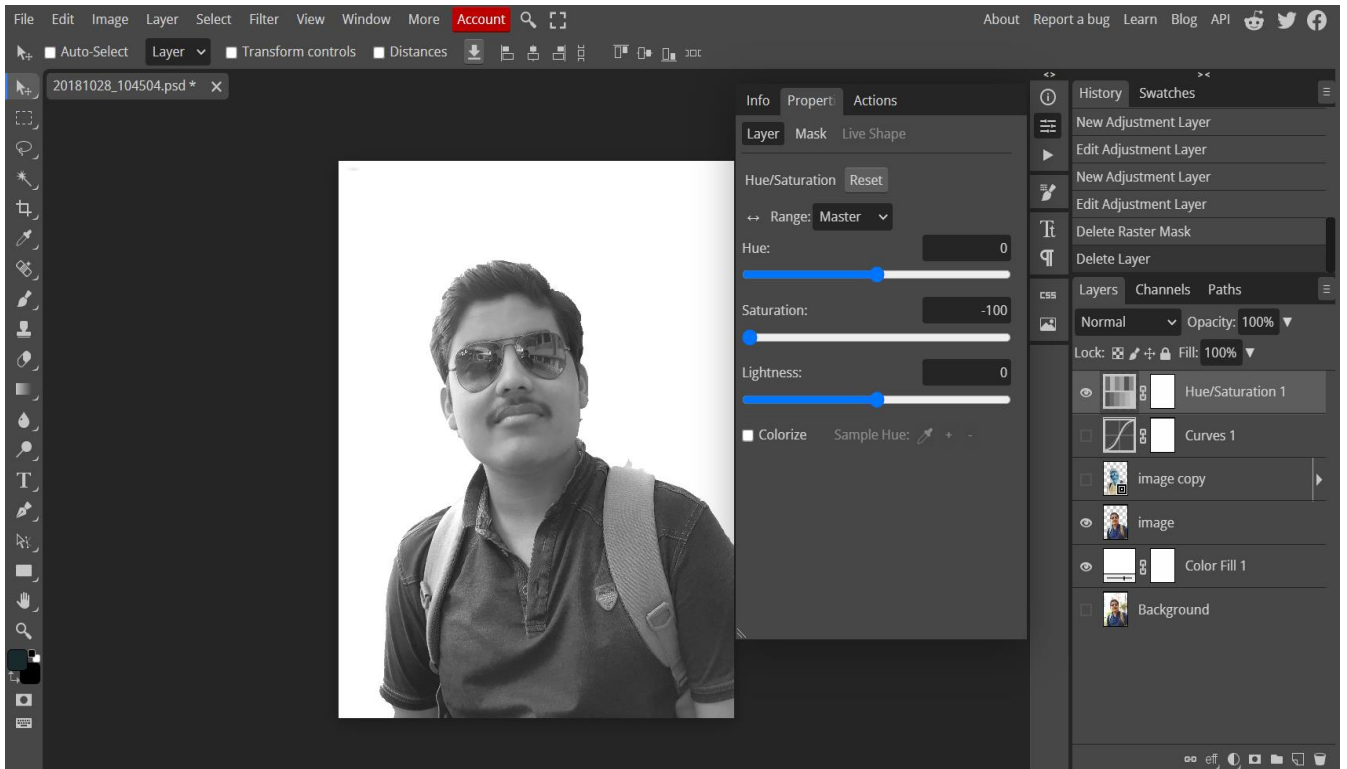 File Edit Image Layer Select Filter View Window More Account About Report a bug Learn Blog API
Auto-Select Layer Transform controls Distances
20181028_104504.psd *
Info Properti Actions
Layer Mask Live Shape
Hue/Saturation Reset
Range: Master
Hue: 0
Saturation: -100
Lightness: 0
Colorize Sample Hue: + -
Tt
¶
CSS
History Swatches
New Adjustment Layer
Edit Adjustment Layer
New Adjustment Layer
Edit Adjustment Layer
Delete Raster Mask
Delete Layer
Layers Channels Paths
Normal Opacity: 100%
Lock: Fill: 100%
Hue/Saturation 1
Curves 1
image copy
image
Color Fill 1
Background
eff
T